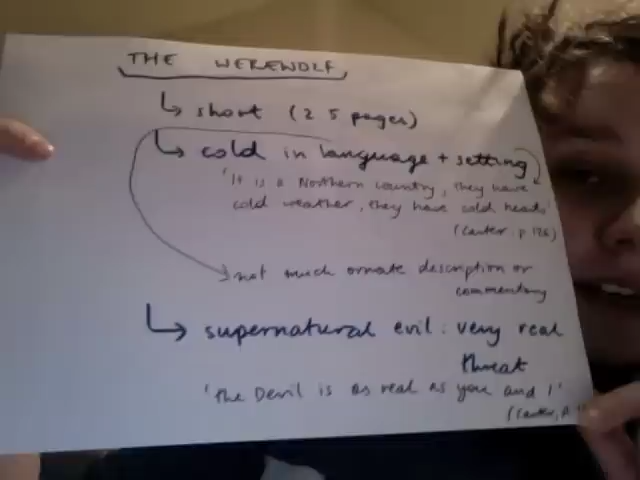 THE WEREWOLF
↳ short (2.5 pages)
↳ cold in language + setting
'It is a Northern country, they have
cold weather, they have cold hearts'
(Carter, p 126)
→ not much ornate description or
commentary
↳ supernatural evil: very real
threat
'The Devil is as real as you and I'
(Carter, p